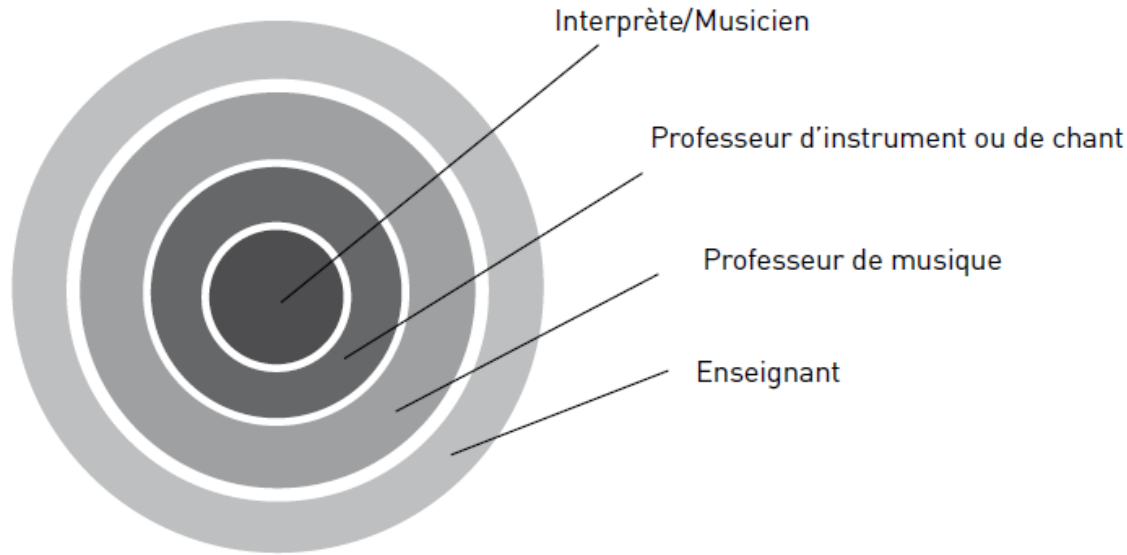 Interprète/Musicien
Professeur d’instrument ou de chant
Professeur de musique
Enseignant